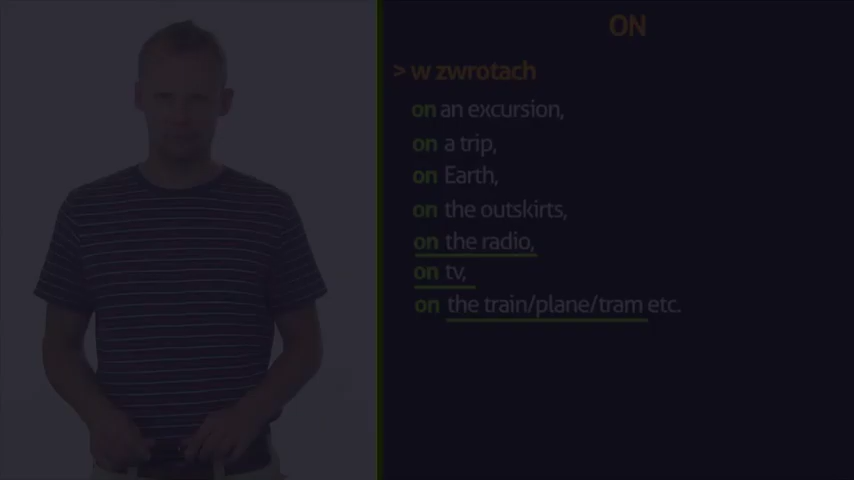 ON
> w zwrotach
on an excursion,
on a trip,
on Earth,
on the outskirts,
on the radio,
on tv,
on the train/plane/tram etc.